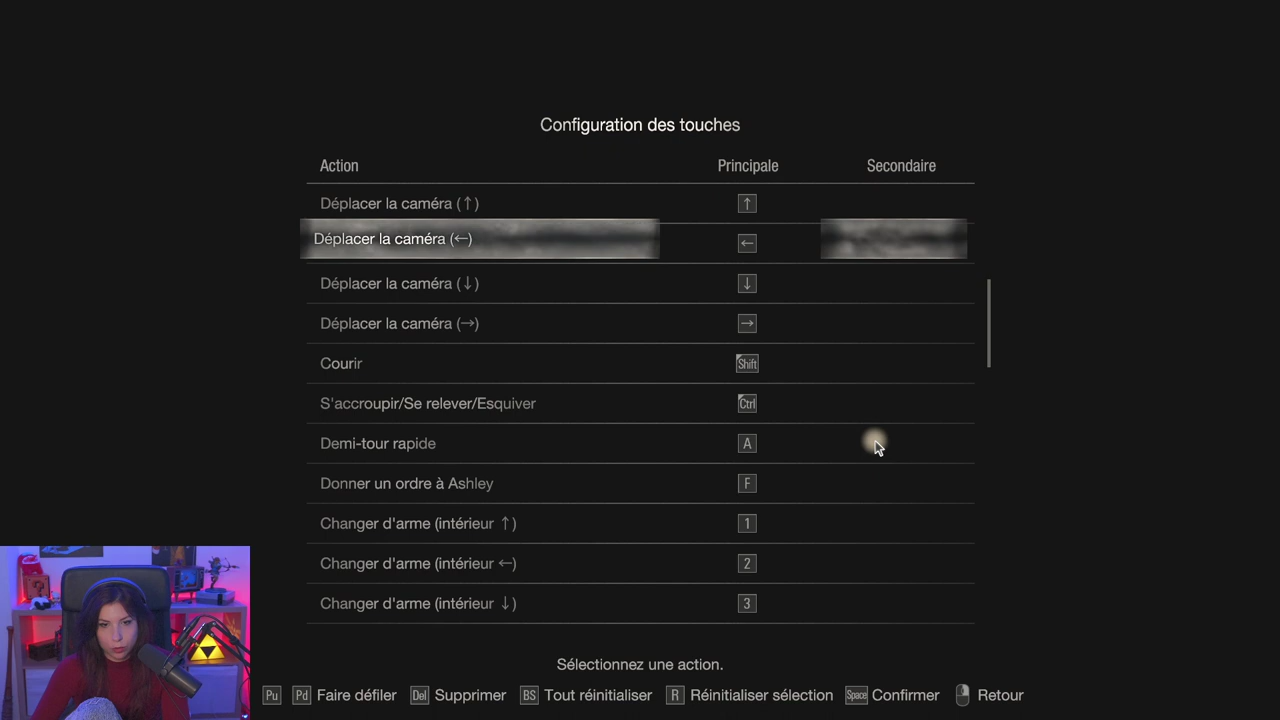 Configuration des touches
Action Principale Secondaire
Déplacer la caméra (↑) ↑
Déplacer la caméra (←) ←
Déplacer la caméra (↓) ↓
Déplacer la caméra (→) →
Courir Shift
S'accroupir/Se relever/Esquiver Ctrl
Demi-tour rapide A
Donner un ordre à Ashley F
Changer d'arme (intérieur ↑) 1
Changer d'arme (intérieur ←) 2
Changer d'arme (intérieur ↓) 3
Sélectionnez une action.
Pu Pd Faire défiler Del Supprimer BS Tout réinitialiser R Réinitialiser sélection Space Confirmer Retour